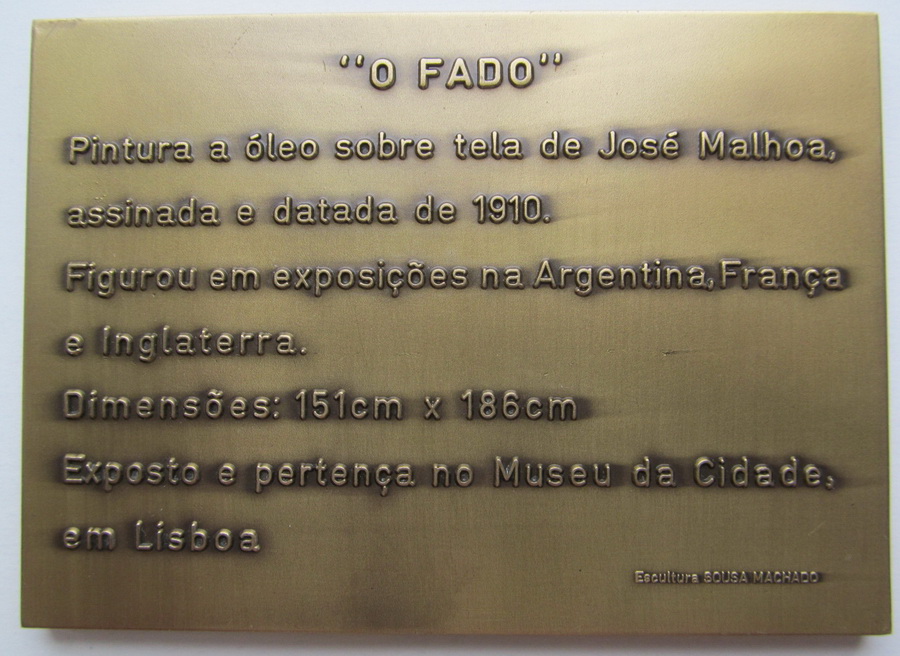 "O FADO"
Pintura a óleo sobre tela de José Malhoa,
assinada e datada de 1910.
Figurou em exposições na Argentina, França
e Inglaterra.
Dimensões: 151cm x 186cm
Exposto e pertença no Museu da Cidade,
em Lisboa
Escultura SOUSA MACHADO